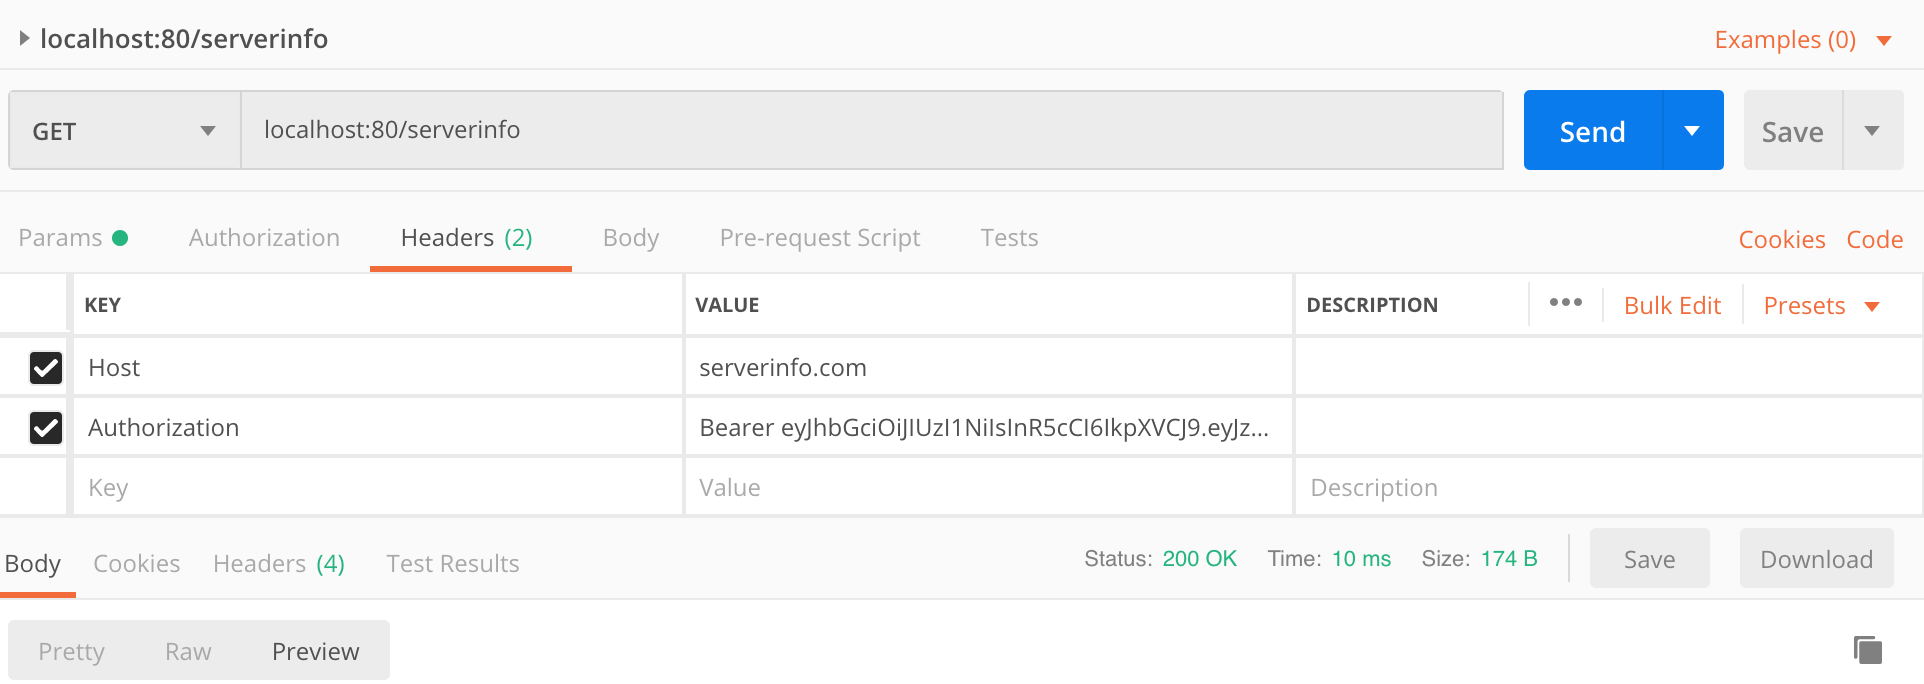 localhost:80/serverinfo
Examples (0)
GET localhost:80/serverinfo Send Save
Params Authorization Headers (2) Body Pre-request Script Tests Cookies Code
KEY VALUE DESCRIPTION ••• Bulk Edit Presets
Host serverinfo.com
Authorization Bearer eyJhbGciOiJIUzI1NiIsInR5cCI6IkpXVCJ9.eyJz...
Key Value Description
Body Cookies Headers (4) Test Results Status: 200 OK Time: 10 ms Size: 174 B Save Download
Pretty Raw Preview